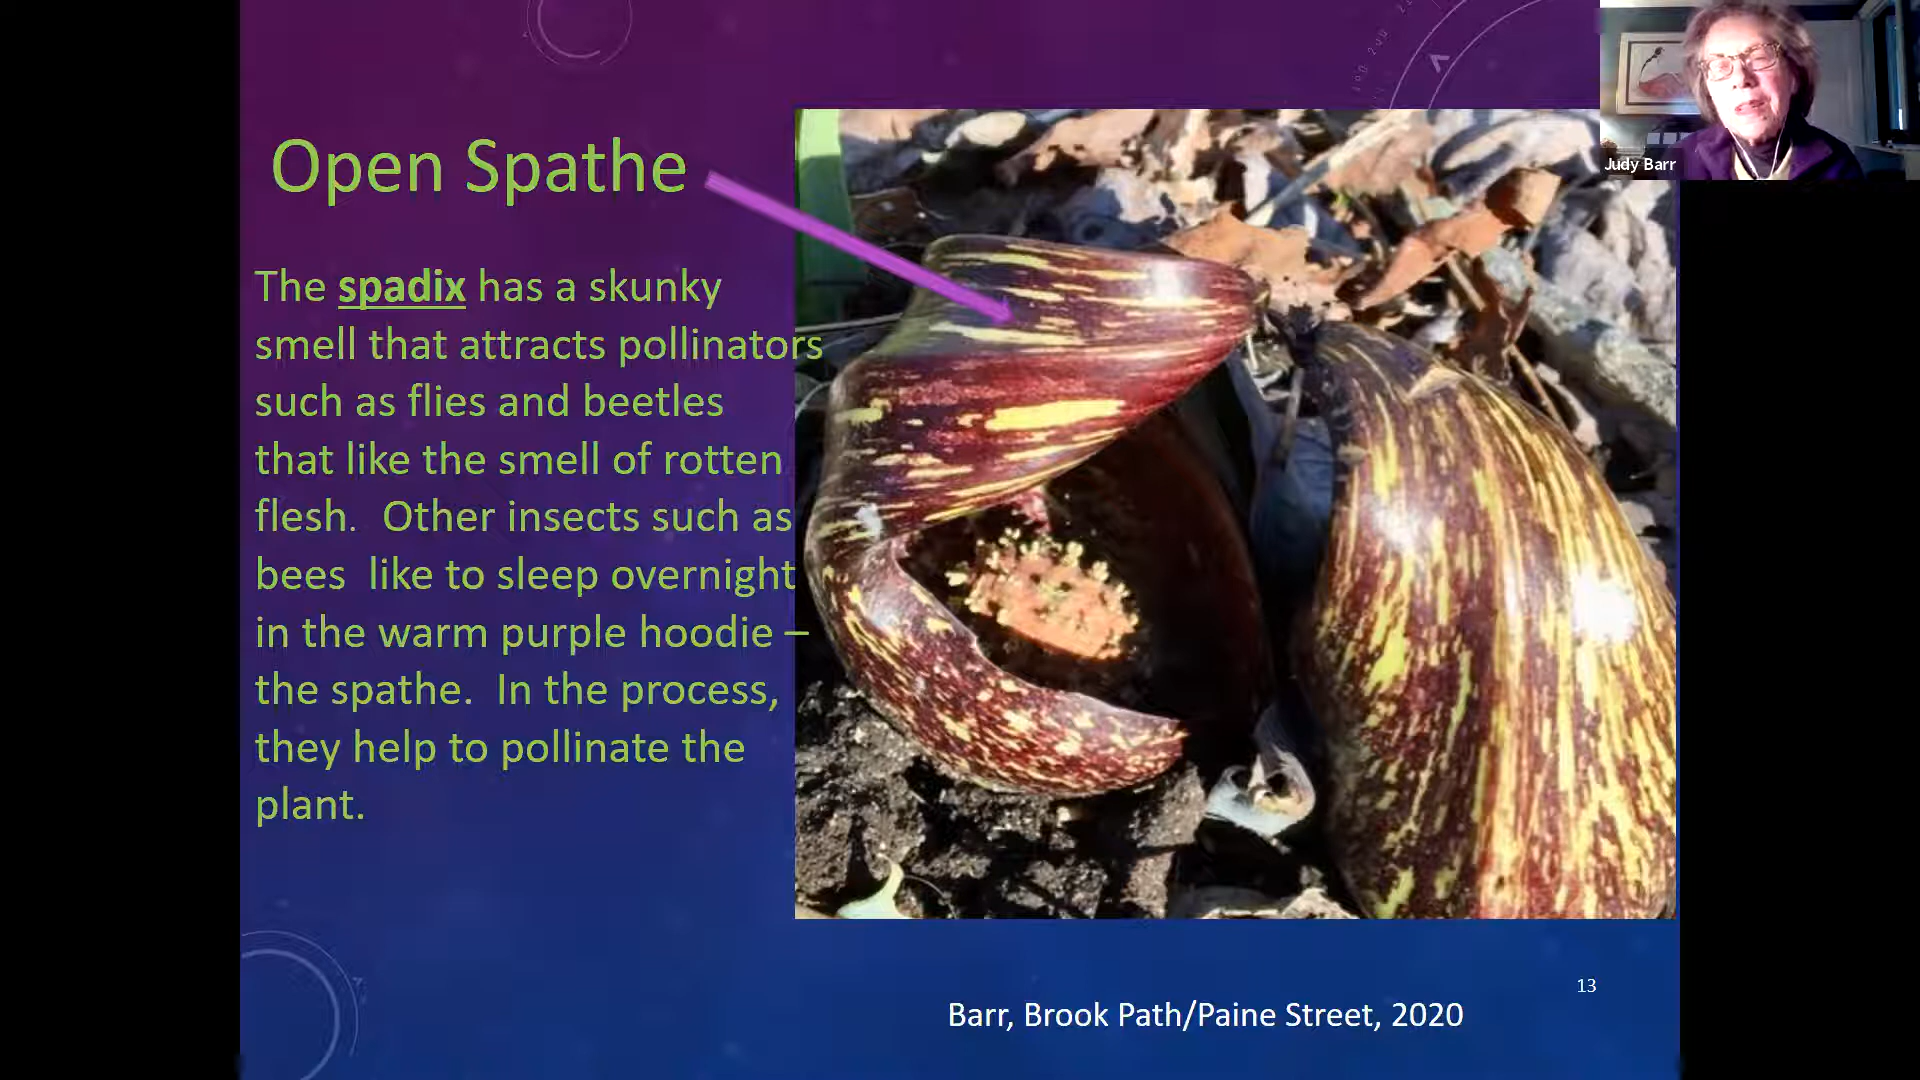 Open Spathe
The spadix has a skunky
smell that attracts pollinators
such as flies and beetles
that like the smell of rotten
flesh.  Other insects such as
bees  like to sleep overnight
in the warm purple hoodie –
the spathe.  In the process,
they help to pollinate the
plant.
Judy Barr
13
Barr, Brook Path/Paine Street, 2020